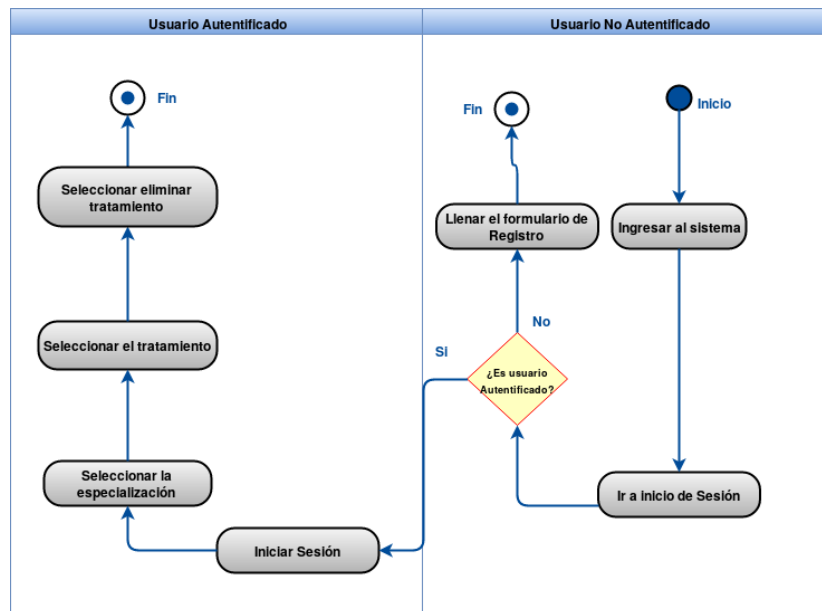 Usuario Autentificado
Usuario No Autentificado
Fin
Fin
Inicio
Seleccionar eliminar
tratamiento
Llenar el formulario de
Registro
Ingresar al sistema
No
Seleccionar el tratamiento
Si
¿Es usuario
Autentificado?
Seleccionar la
especialización
Ir a inicio de Sesión
Iniciar Sesión